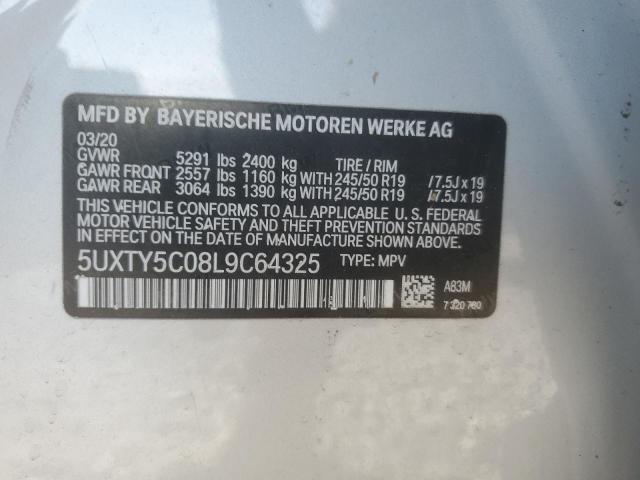 MFD BY BAYERISCHE MOTOREN WERKE AG
03/20
GVWR 5291 lbs 2400 kg TIRE / RIM
GAWR FRONT 2557 lbs 1160 kg WITH 245/50 R19 /7.5J x 19
GAWR REAR 3064 lbs 1390 kg WITH 245/50 R19 /7.5J x 19
THIS VEHICLE CONFORMS TO ALL APPLICABLE U. S. FEDERAL
MOTOR VEHICLE SAFETY AND THEFT PREVENTION STANDARDS
IN EFFECT ON THE DATE OF MANUFACTURE SHOWN ABOVE.
5UXTY5C08L9C64325 TYPE: MPV
A83M
7 320 760